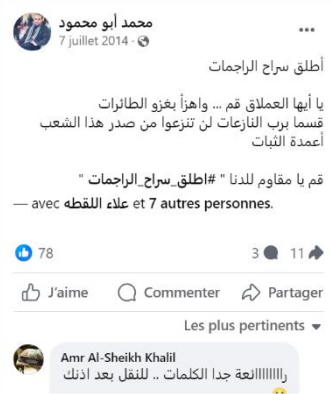 محمد أبو محمود
7 juillet 2014 ·
أطلق سراح الراجمات
يا أيها العملاق قم ... واهزأ بغزو الطائرات
قسما برب النازعات لن تنزعوا من صدر هذا الشعب
أعمدة الثبات
قم يا مقاوم للدنا " #اطلق_سراح_الراجمات "
— avec علاء اللقطه et 7 autres personnes.
78 3 11
J'aime Commenter Partager
Les plus pertinents
Amr Al-Sheikh Khalil
رااااااااائعة جدا الكلمات .. للنقل بعد اذنك